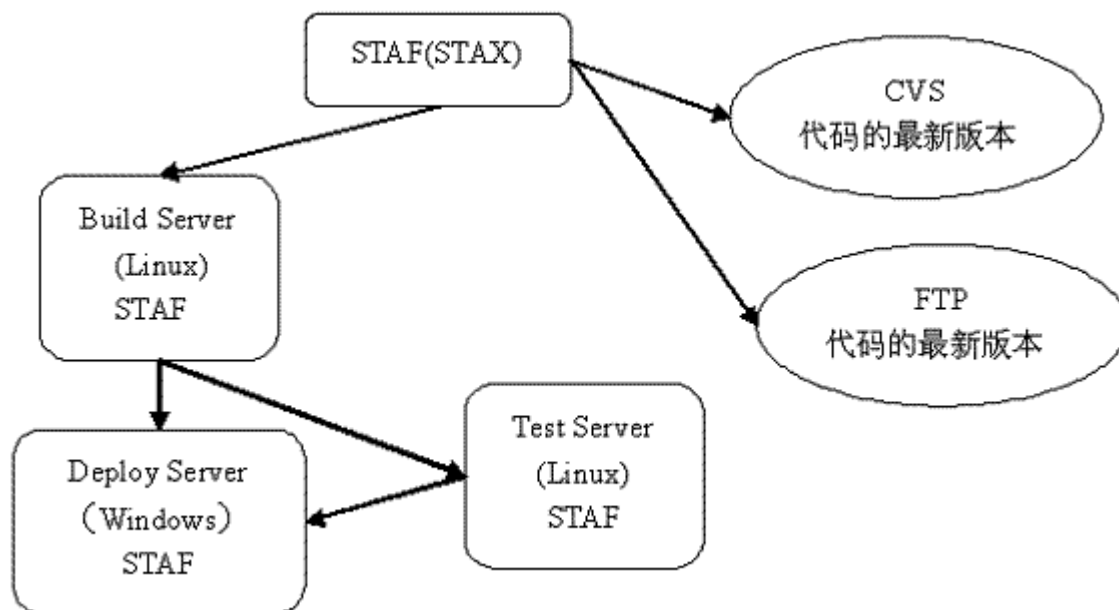 STAF(STAX)
CVS
代码的最新版本
Build Server
(Linux)
STAF
FTP
代码的最新版本
Test Server
(Linux)
STAF
Deploy Server
（Windows）
STAF